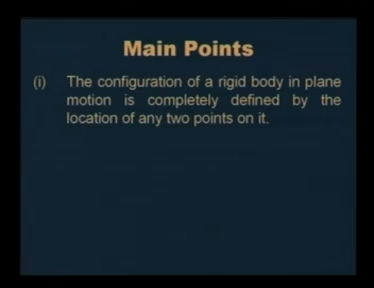 Main Points
(i) The configuration of a rigid body in plane
motion is completely defined by the
location of any two points on it.